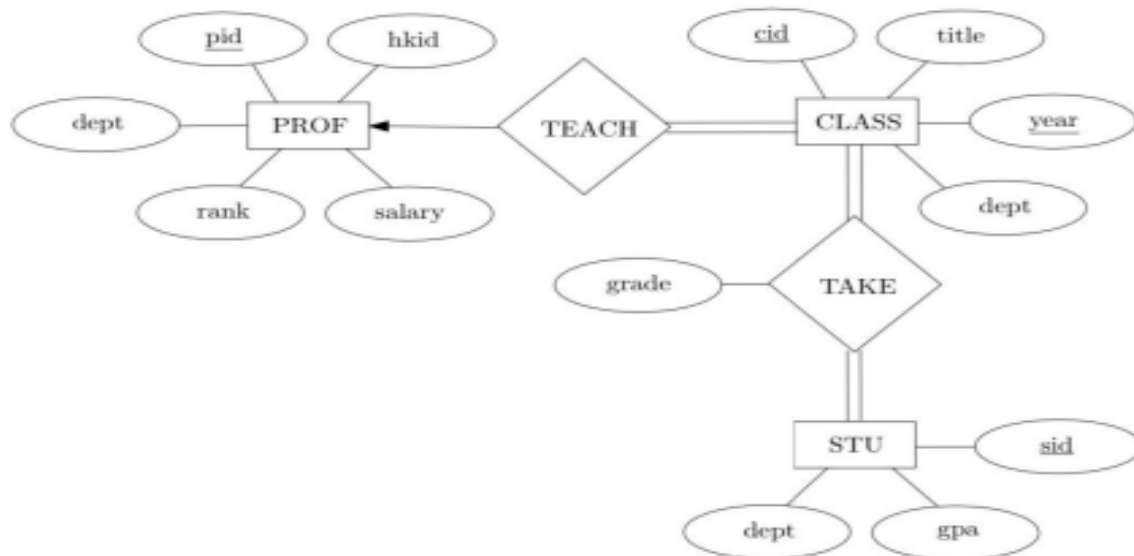 pid
hkid
cid
title
dept
PROF
TEACH
CLASS
year
rank
salary
dept
grade
TAKE
STU
sid
dept
gpa